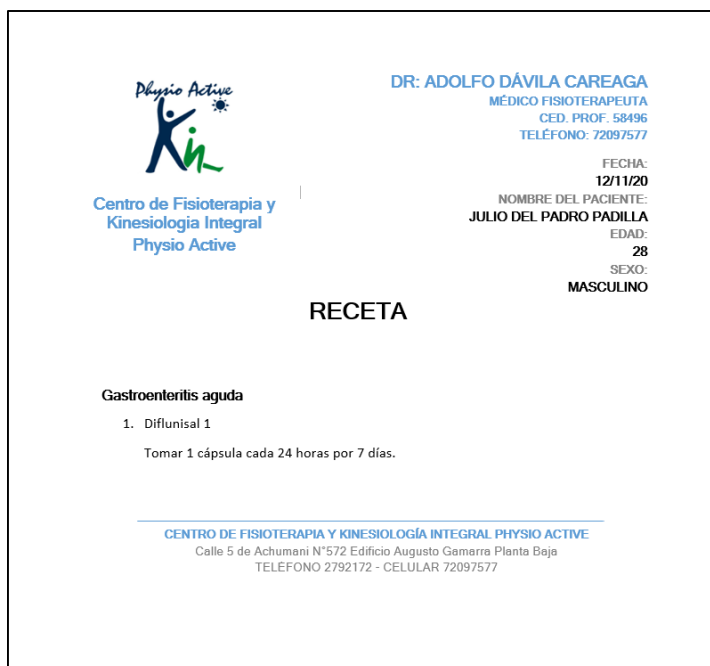 Physio Active
Kin
Centro de Fisioterapia y
Kinesiologia Integral
Physio Active
DR: ADOLFO DÁVILA CAREAGA
MÉDICO FISIOTERAPEUTA
CED. PROF. 58496
TELÉFONO: 72097577
FECHA:
12/11/20
NOMBRE DEL PACIENTE:
JULIO DEL PADRO PADILLA
EDAD:
28
SEXO:
MASCULINO
RECETA
Gastroenteritis aguda
1. Diflunisal 1
Tomar 1 cápsula cada 24 horas por 7 días.
CENTRO DE FISIOTERAPIA Y KINESIOLOGÍA INTEGRAL PHYSIO ACTIVE
Calle 5 de Achumani N°572 Edificio Augusto Gamarra Planta Baja
TELÉFONO 2792172 - CELULAR 72097577